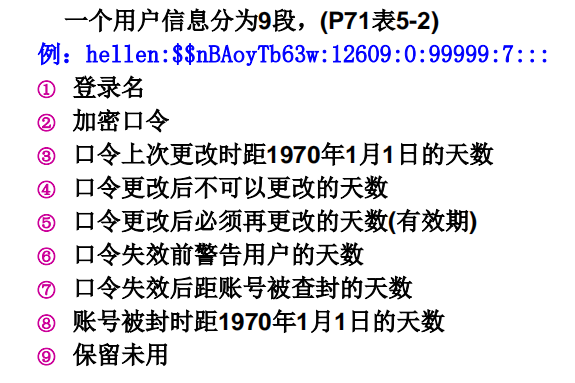 一个用户信息分为9段，(P71表5-2)
例：hellen:$$nBAoyTb63w:12609:0:99999:7:::
① 登录名
② 加密口令
③ 口令上次更改时距1970年1月1日的天数
④ 口令更改后不可以更改的天数
⑤ 口令更改后必须再更改的天数(有效期)
⑥ 口令失效前警告用户的天数
⑦ 口令失效后距账号被查封的天数
⑧ 账号被封时距1970年1月1日的天数
⑨ 保留未用